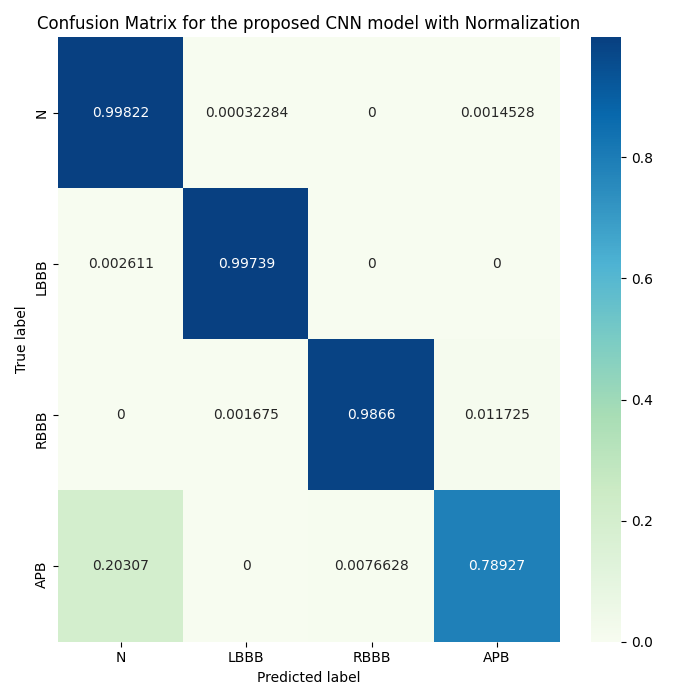 Confusion Matrix for the proposed CNN model with Normalization
N
0.99822
0.00032284
0
0.0014528
LBBB
0.002611
0.99739
0
0
RBBB
0
0.001675
0.9866
0.011725
APB
0.20307
0
0.0076628
0.78927
N
LBBB
RBBB
APB
True label
Predicted label
0.8
0.6
0.4
0.2
0.0